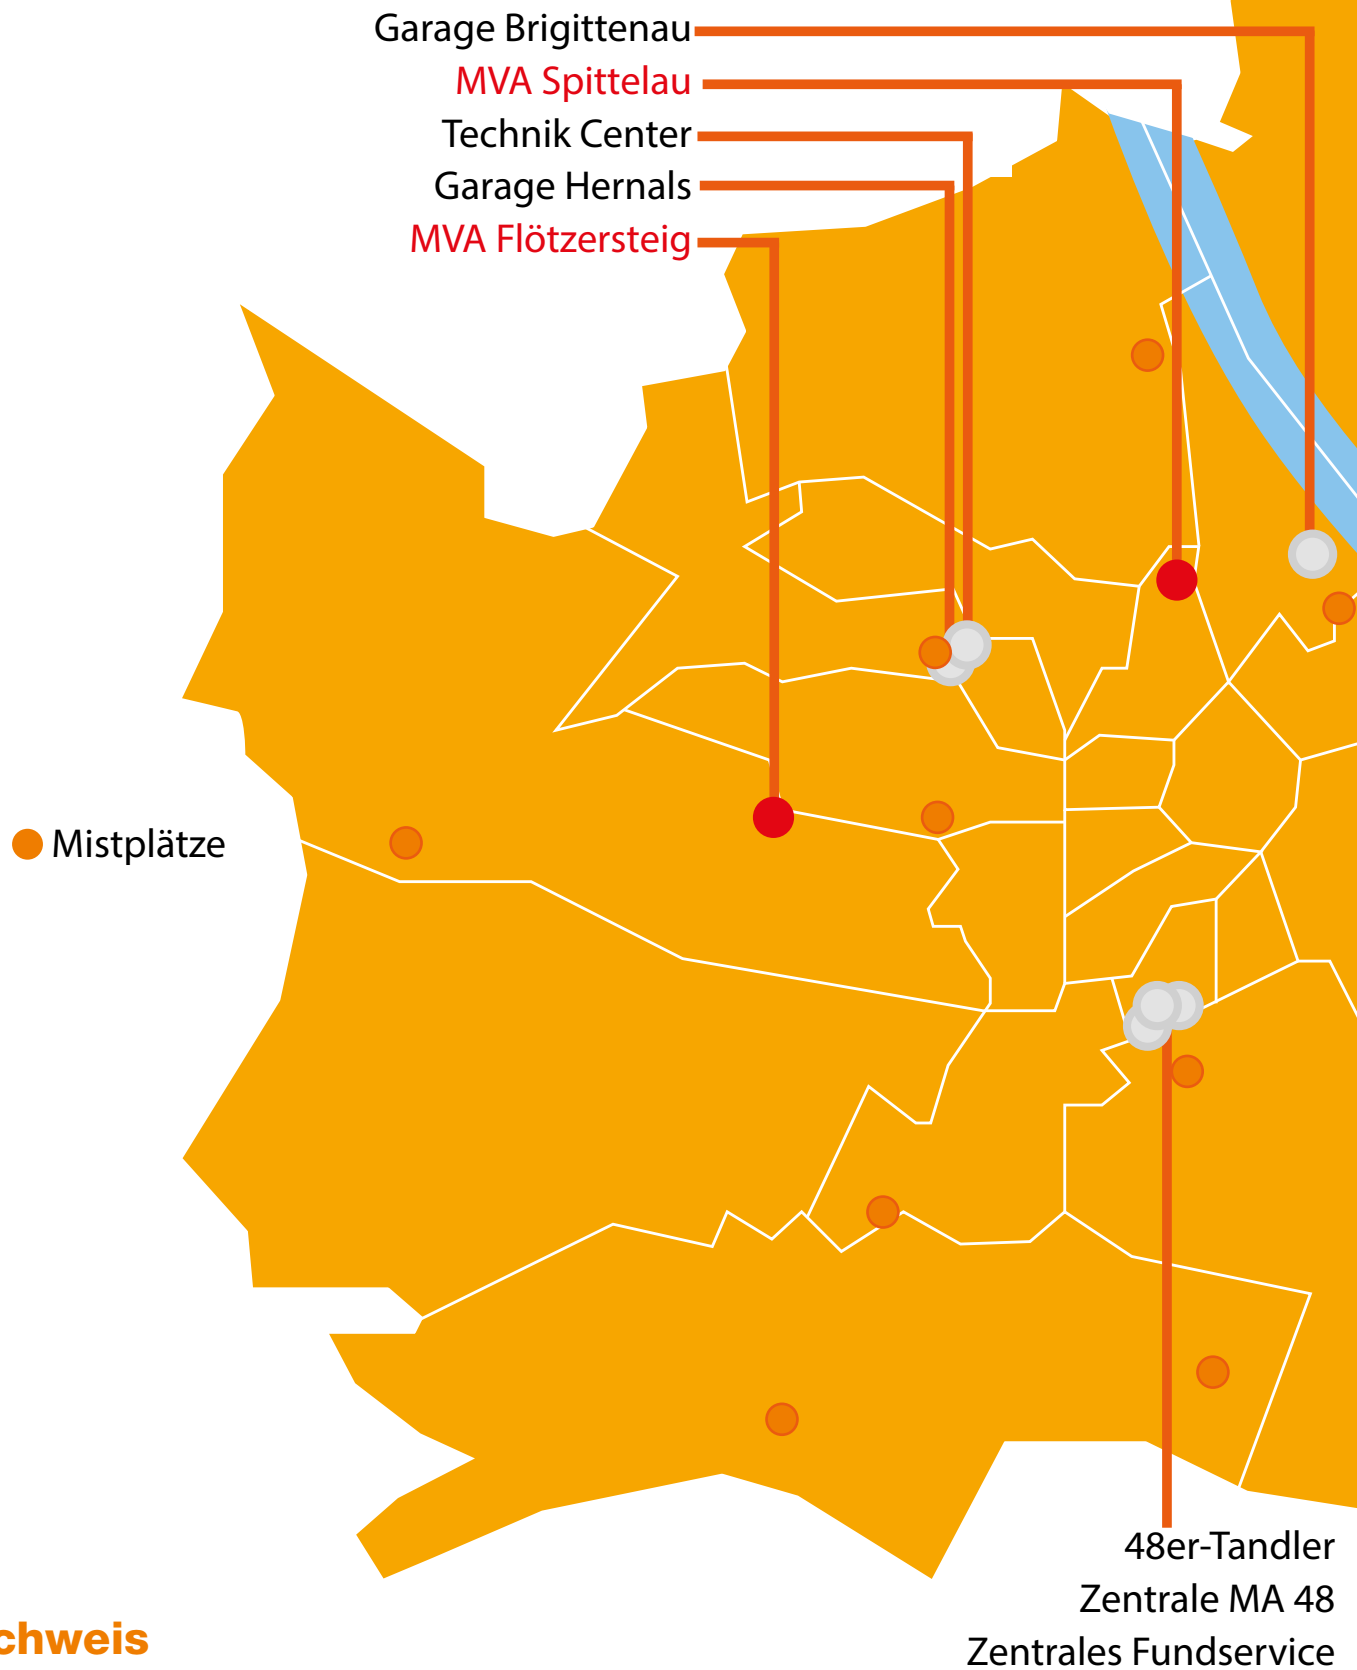 Garage Brigittenau
MVA Spittelau
Technik Center
Garage Hernals
MVA Flötzersteig
Mistplätze
48er-Tandler
Zentrale MA 48
Zentrales Fundservice
chweis